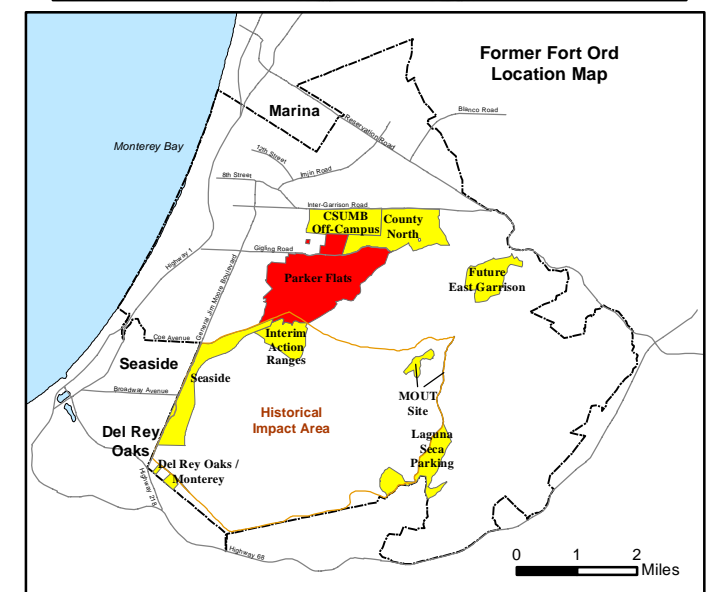 Former Fort Ord
Location Map
Marina
Blanco Road
Reservation Road
Monterey Bay
12th Street
Imjin Road
8th Street
Inter-Garrison Road
CSUMB
Off-Campus
County
North
Gigling Road
Highway 1
General Jim Moore Boulevard
Parker Flats
Future
East Garrison
Coe Avenue
Interim
Action
Ranges
Seaside
Seaside
Broadway Avenue
MOUT
Site
Historical
Impact Area
Del Rey
Oaks
Laguna
Seca
Parking
Del Rey Oaks /
Monterey
Highway 218
Highway 68
0 1 2
Miles